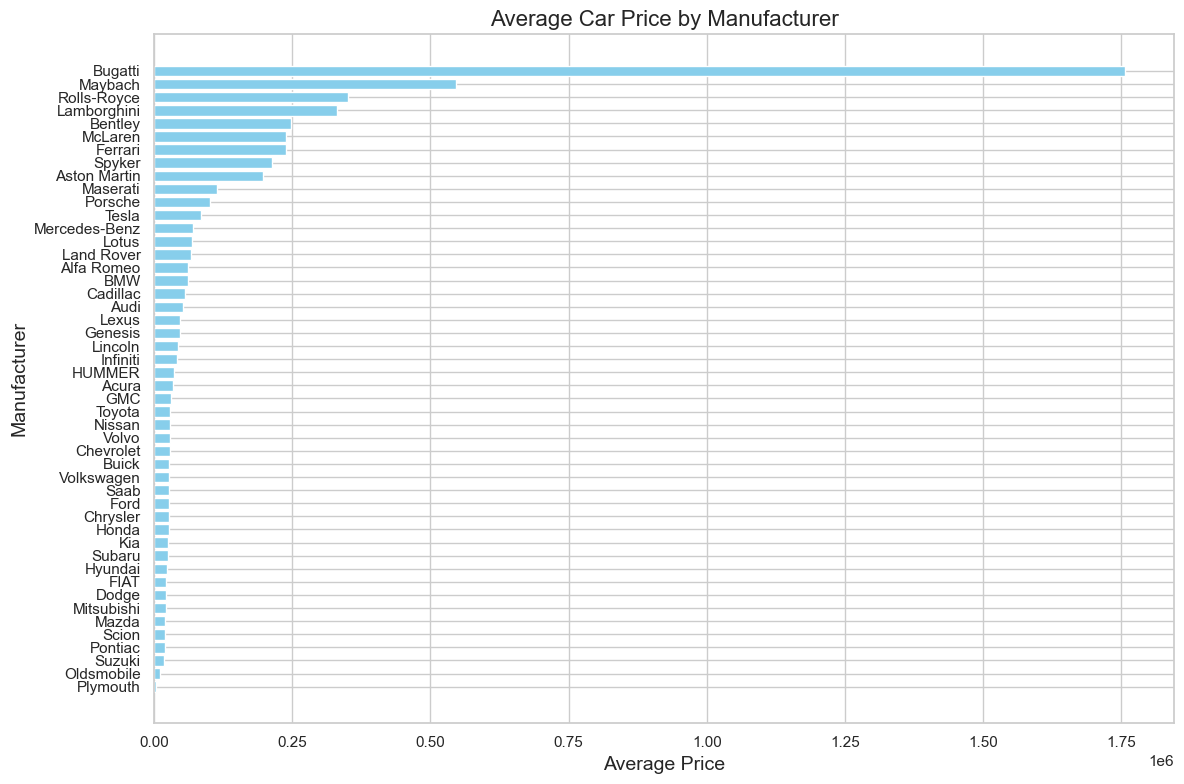 Average Car Price by Manufacturer
Manufacturer
Bugatti
Maybach
Rolls-Royce
Lamborghini
Bentley
McLaren
Ferrari
Spyker
Aston Martin
Maserati
Porsche
Tesla
Mercedes-Benz
Lotus
Land Rover
Alfa Romeo
BMW
Cadillac
Audi
Lexus
Genesis
Lincoln
Infiniti
HUMMER
Acura
GMC
Toyota
Nissan
Volvo
Chevrolet
Buick
Volkswagen
Saab
Ford
Chrysler
Honda
Kia
Subaru
Hyundai
FIAT
Dodge
Mitsubishi
Mazda
Scion
Pontiac
Suzuki
Oldsmobile
Plymouth
0.00 0.25 0.50 0.75 1.00 1.25 1.50 1.75
1e6
Average Price